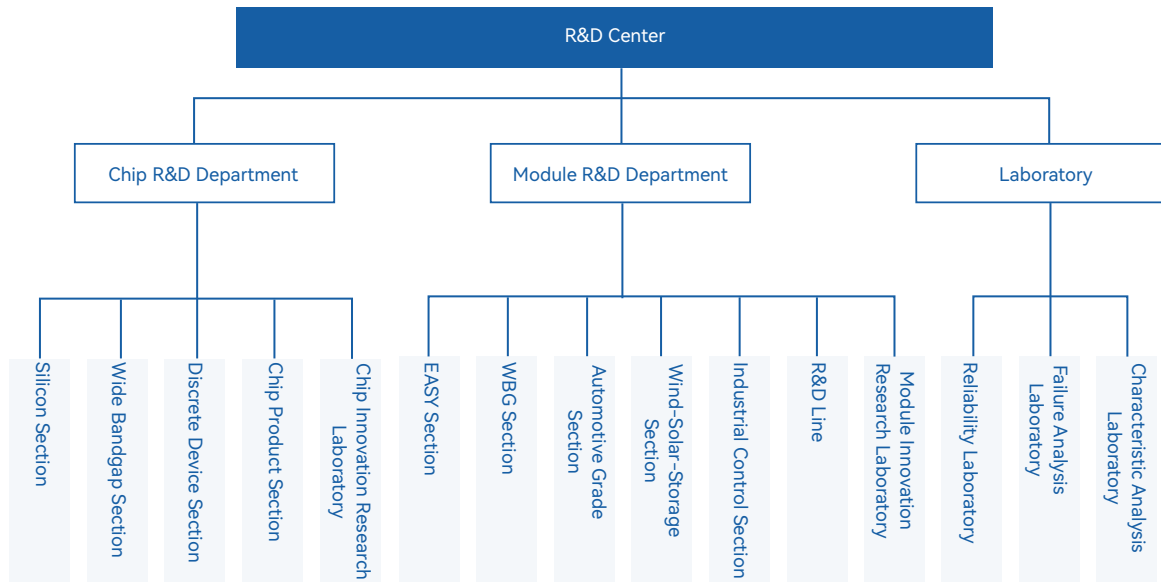 R&D Center
Chip R&D Department
Module R&D Department
Laboratory
Silicon Section
Wide Bandgap Section
Discrete Device Section
Chip Product Section
Chip Innovation Research
Laboratory
EASY Section
WBG Section
Automotive Grade
Section
Wind-Solar-Storage
Section
Industrial Control Section
R&D Line
Module Innovation
Research Laboratory
Reliability Laboratory
Failure Analysis
Laboratory
Characteristic Analysis
Laboratory